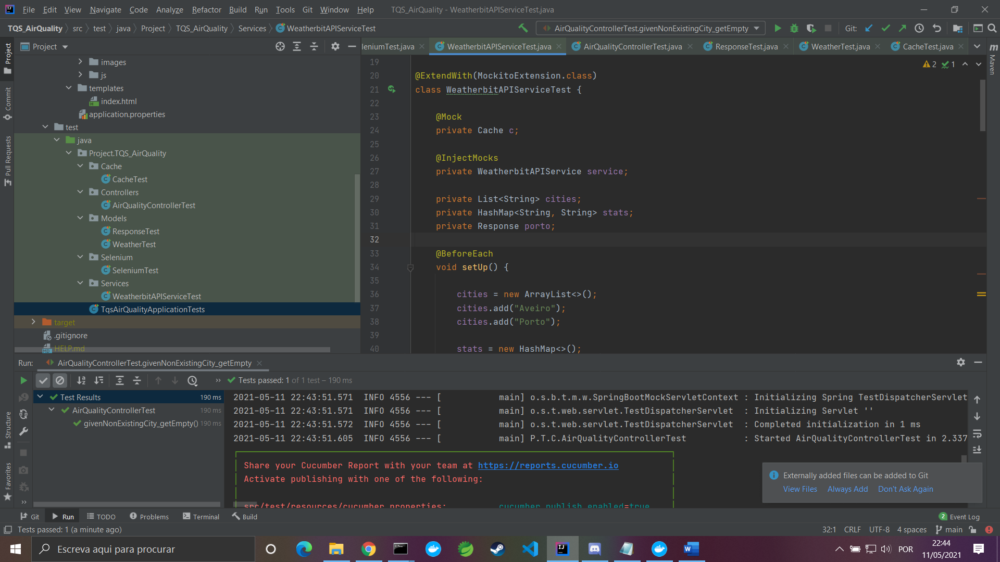 File Edit View Navigate Code Analyze Refactor Build Run Tools Git Window Help TQS_AirQuality - WeatherbitAPIServiceTest.java
TQS_AirQuality src test java Project TQS_AirQuality Services WeatherbitAPIServiceTest AirQualityControllerTest.givenNonExistingCity_getEmpty Git:
Project
leniumTest.java WeatherbitAPIServiceTest.java AirQualityControllerTest.java ResponseTest.java WeatherTest.java CacheTest.java
Project
Commit
Pull Requests
Structure
Favorites
Maven
images
js
templates
index.html
application.properties
test
java
Project.TQS_AirQuality
Cache
CacheTest
Controllers
AirQualityControllerTest
Models
ResponseTest
WeatherTest
Selenium
SeleniumTest
Services
WeatherbitAPIServiceTest
TqsAirQualityApplicationTests
target
.gitignore
HELP.md
2 1
19
20 @ExtendWith(MockitoExtension.class)
21 class WeatherbitAPIServiceTest {
22
23 @Mock
24 private Cache c;
25
26 @InjectMocks
27 private WeatherbitAPIService service;
28
29 private List<String> cities;
30 private HashMap<String, String> stats;
31 private Response porto;
32
33 @BeforeEach
34 void setUp() {
35
36 cities = new ArrayList<>();
37 cities.add("Aveiro");
38 cities.add("Porto");
39
40 stats = new HashMap<>();
Run: AirQualityControllerTest.givenNonExistingCity_getEmpty
Tests passed: 1 of 1 test – 190 ms
Test Results 190 ms
AirQualityControllerTest 190 ms
givenNonExistingCity_getEmpty() 190 ms
2021-05-11 22:43:51.571 INFO 4556 --- [ main] o.s.b.t.m.w.SpringBootMockServletContext : Initializing Spring TestDispatcherServlet
2021-05-11 22:43:51.571 INFO 4556 --- [ main] o.s.t.web.servlet.TestDispatcherServlet : Initializing Servlet ''
2021-05-11 22:43:51.572 INFO 4556 --- [ main] o.s.t.web.servlet.TestDispatcherServlet : Completed initialization in 1 ms
2021-05-11 22:43:51.605 INFO 4556 --- [ main] P.T.C.AirQualityControllerTest : Started AirQualityControllerTest in 2.337
Share your Cucumber Report with your team at https://reports.cucumber.io
Activate publishing with one of the following:
src/test/resources/cucumber.properties: cucumber.publish.enabled=true
Externally added files can be added to Git
View Files Always Add Don't Ask Again
Git Run TODO Problems Terminal Build 2 Event Log
Tests passed: 1 (a minute ago) 32:1 CRLF UTF-8 4 spaces main
Escreva aqui para procurar
POR
22:44
11/05/2021